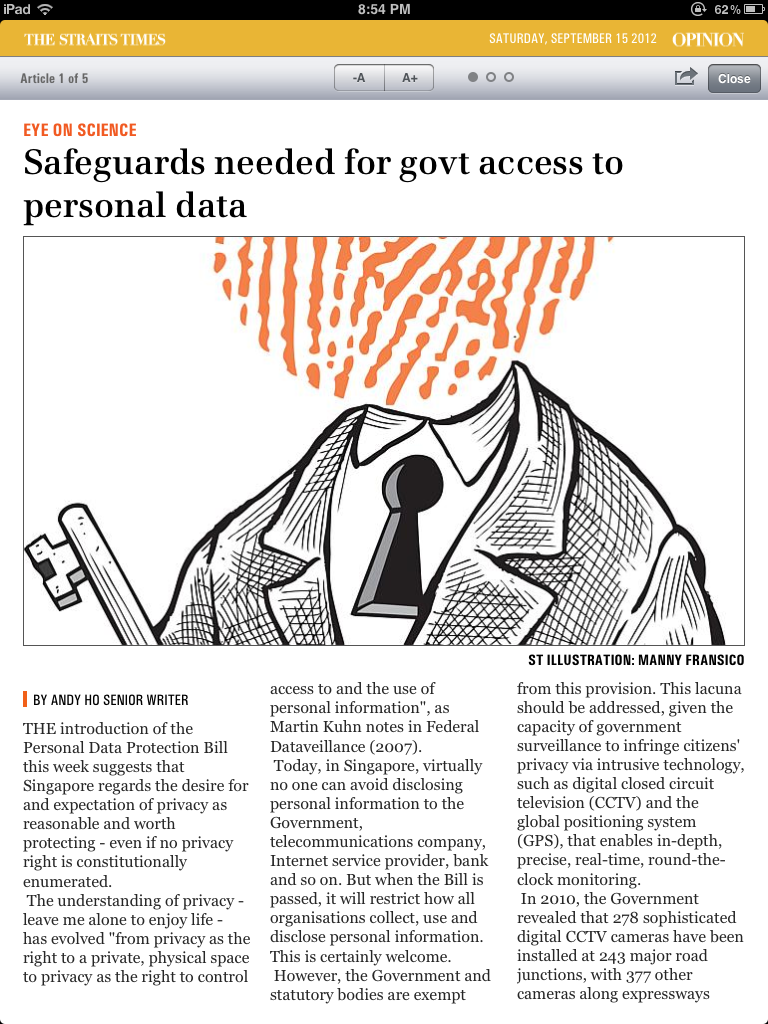 iPad
8:54 PM
62%
THE STRAITS TIMES
SATURDAY, SEPTEMBER 15 2012
OPINION
Article 1 of 5
-A
A+
Close
EYE ON SCIENCE
Safeguards needed for govt access to
personal data
ST ILLUSTRATION: MANNY FRANSICO
BY ANDY HO SENIOR WRITER
THE introduction of the
Personal Data Protection Bill
this week suggests that
Singapore regards the desire for
and expectation of privacy as
reasonable and worth
protecting - even if no privacy
right is constitutionally
enumerated.
The understanding of privacy -
leave me alone to enjoy life -
has evolved "from privacy as the
right to a private, physical space
to privacy as the right to control
access to and the use of
personal information", as
Martin Kuhn notes in Federal
Dataveillance (2007).
Today, in Singapore, virtually
no one can avoid disclosing
personal information to the
Government,
telecommunications company,
Internet service provider, bank
and so on. But when the Bill is
passed, it will restrict how all
organisations collect, use and
disclose personal information.
This is certainly welcome.
However, the Government and
statutory bodies are exempt
from this provision. This lacuna
should be addressed, given the
capacity of government
surveillance to infringe citizens'
privacy via intrusive technology,
such as digital closed circuit
television (CCTV) and the
global positioning system
(GPS), that enables in-depth,
precise, real-time, round-the-
clock monitoring.
In 2010, the Government
revealed that 278 sophisticated
digital CCTV cameras have been
installed at 243 major road
junctions, with 377 other
cameras along expressways